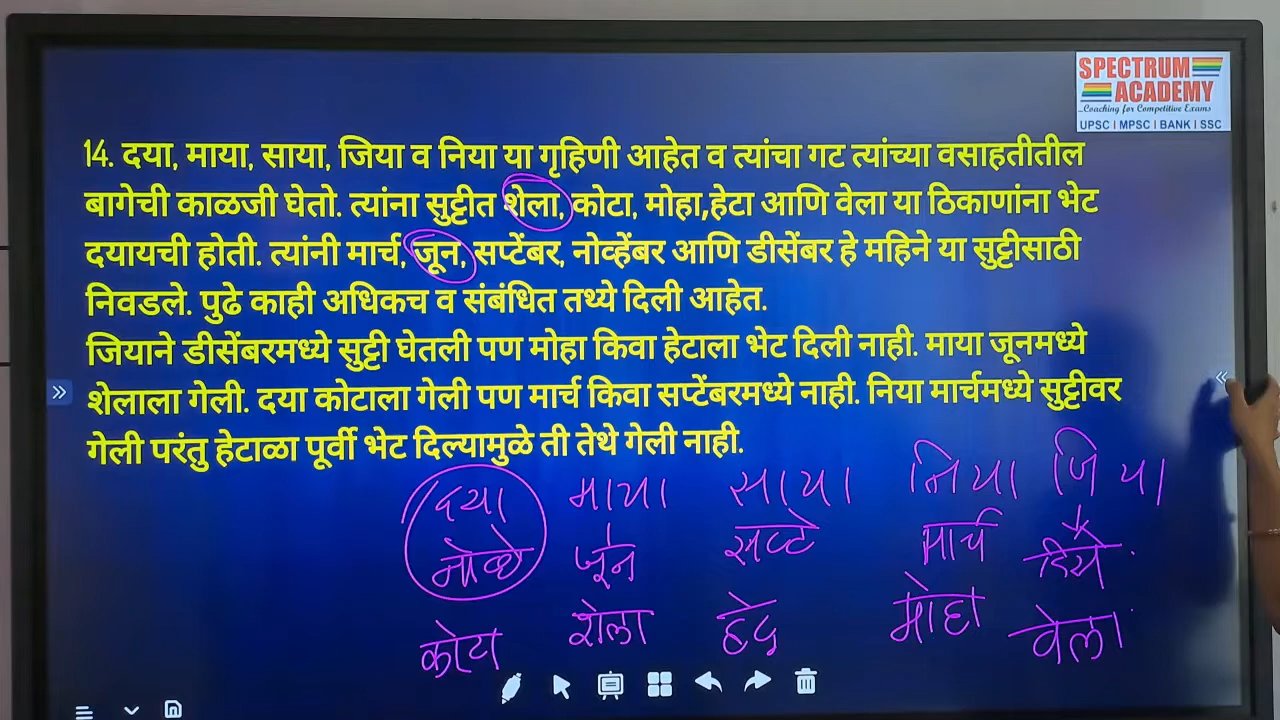 SPECTRUM
ACADEMY
...Coaching for Competitive Exams
UPSC | MPSC | BANK | SSC
14. दया, माया, साया, जिया व निया या गृहिणी आहेत व त्यांचा गट त्यांच्या वसाहतीतील
बागेची काळजी घेतो. त्यांना सुट्टीत शेला, कोटा, मोहा,हेटा आणि वेला या ठिकाणांना भेट
दयायची होती. त्यांनी मार्च, जून, सप्टेंबर, नोव्हेंबर आणि डीसेंबर हे महिने या सुट्टीसाठी
निवडले. पुढे काही अधिकच व संबंधित तथ्ये दिली आहेत.
जियाने डीसेंबरमध्ये सुट्टी घेतली पण मोहा किवा हेटाला भेट दिली नाही. माया जूनमध्ये
शेलाला गेली. दया कोटाला गेली पण मार्च किवा सप्टेंबरमध्ये नाही. निया मार्चमध्ये सुट्टीवर
गेली परंतु हेटाळा पूर्वी भेट दिल्यामुळे ती तेथे गेली नाही.
दया माया साया निया जिया
नोव्हे जून सप्टे मार्च डिसे
कोटा शेला हेटा मोहा वेला